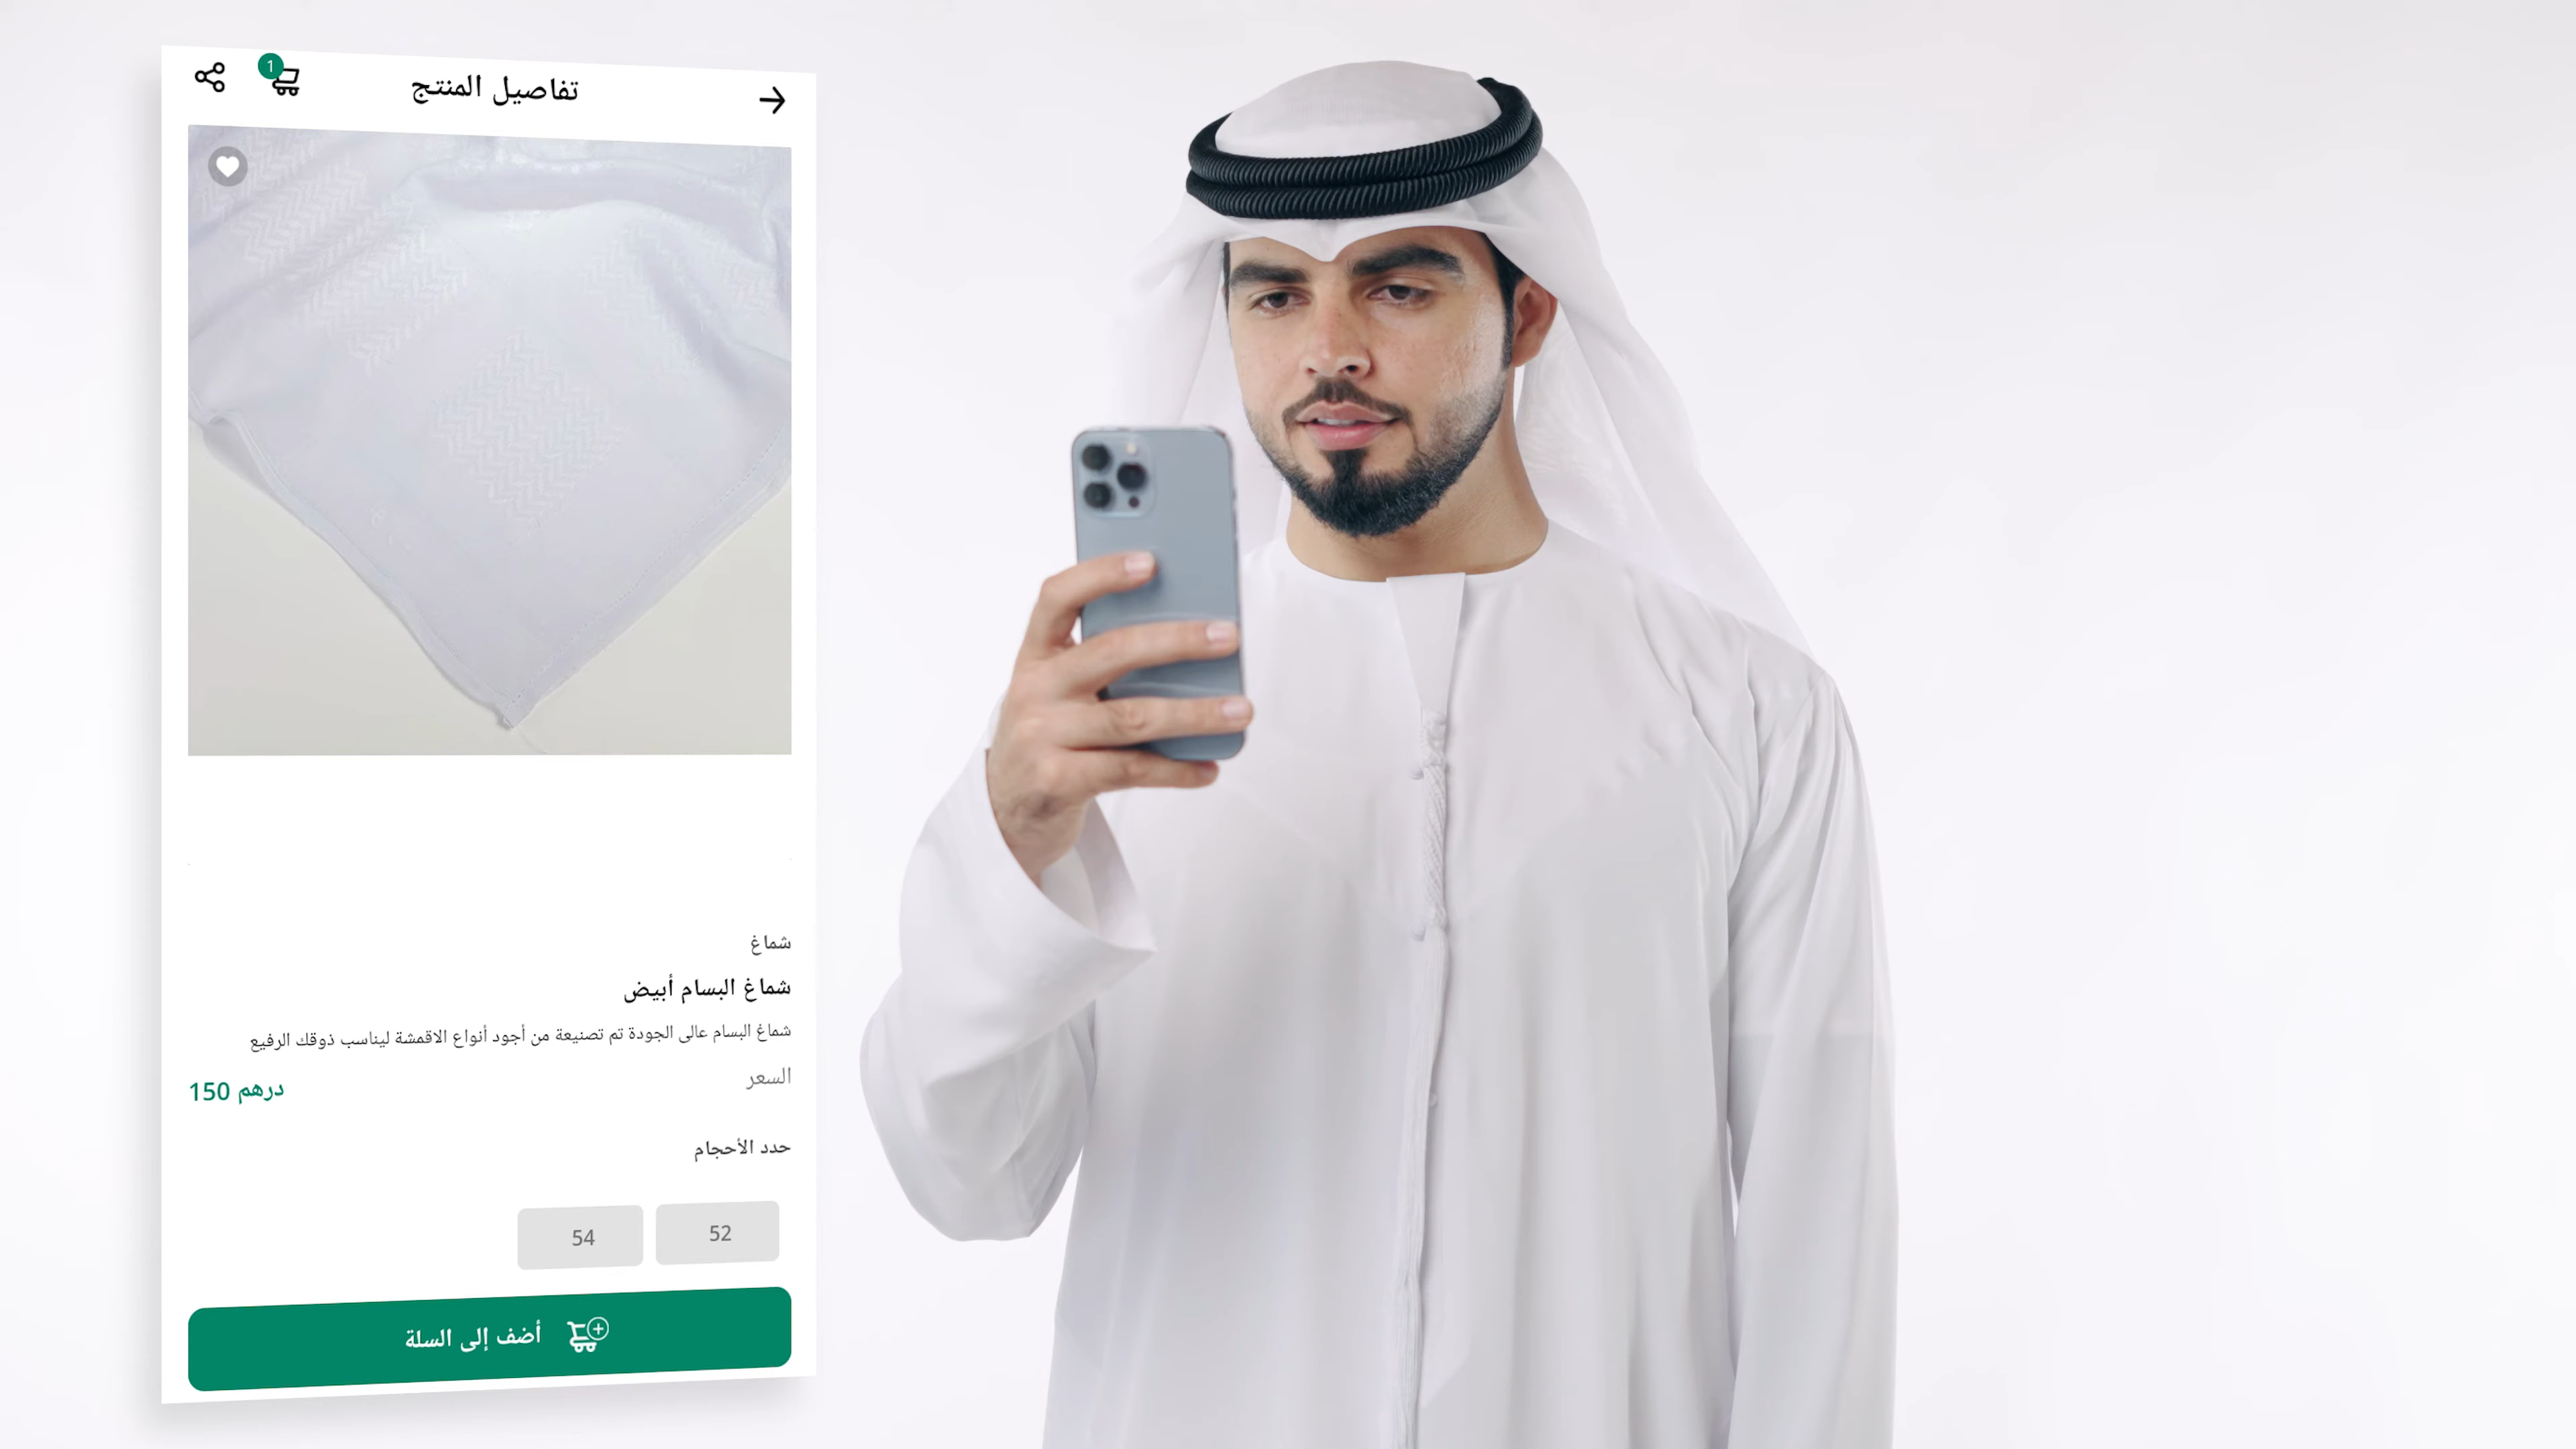 تفاصيل المنتج
1
شماغ
شماغ البسام أبيض
شماغ البسام عالى الجودة تم تصنيعة من أجود أنواع الاقمشة ليناسب ذوقك الرفيع
السعر
درهم 150
حدد الأحجام
52
54
أضف إلى السلة